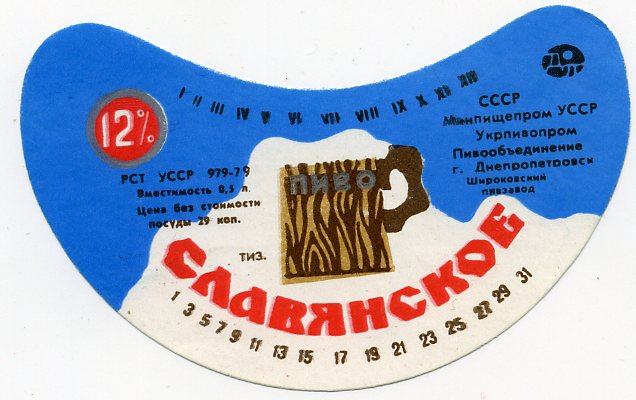 I II III IV V VI VII VIII IX X XI XII
12%
РСТ УССР 979-79
Вместимость 0,5 л.
Цена без стоимости
посуды 29 коп.
СССР
Минпищепром УССР
Укрпивопром
Пивообъединение
г. Днепропетровск
Широковский
пивзавод
ПИВО
ТИЗ.
СЛАВЯНСКОЕ
1 3 5 7 9 11 13 15 17 19 21 23 25 27 29 31